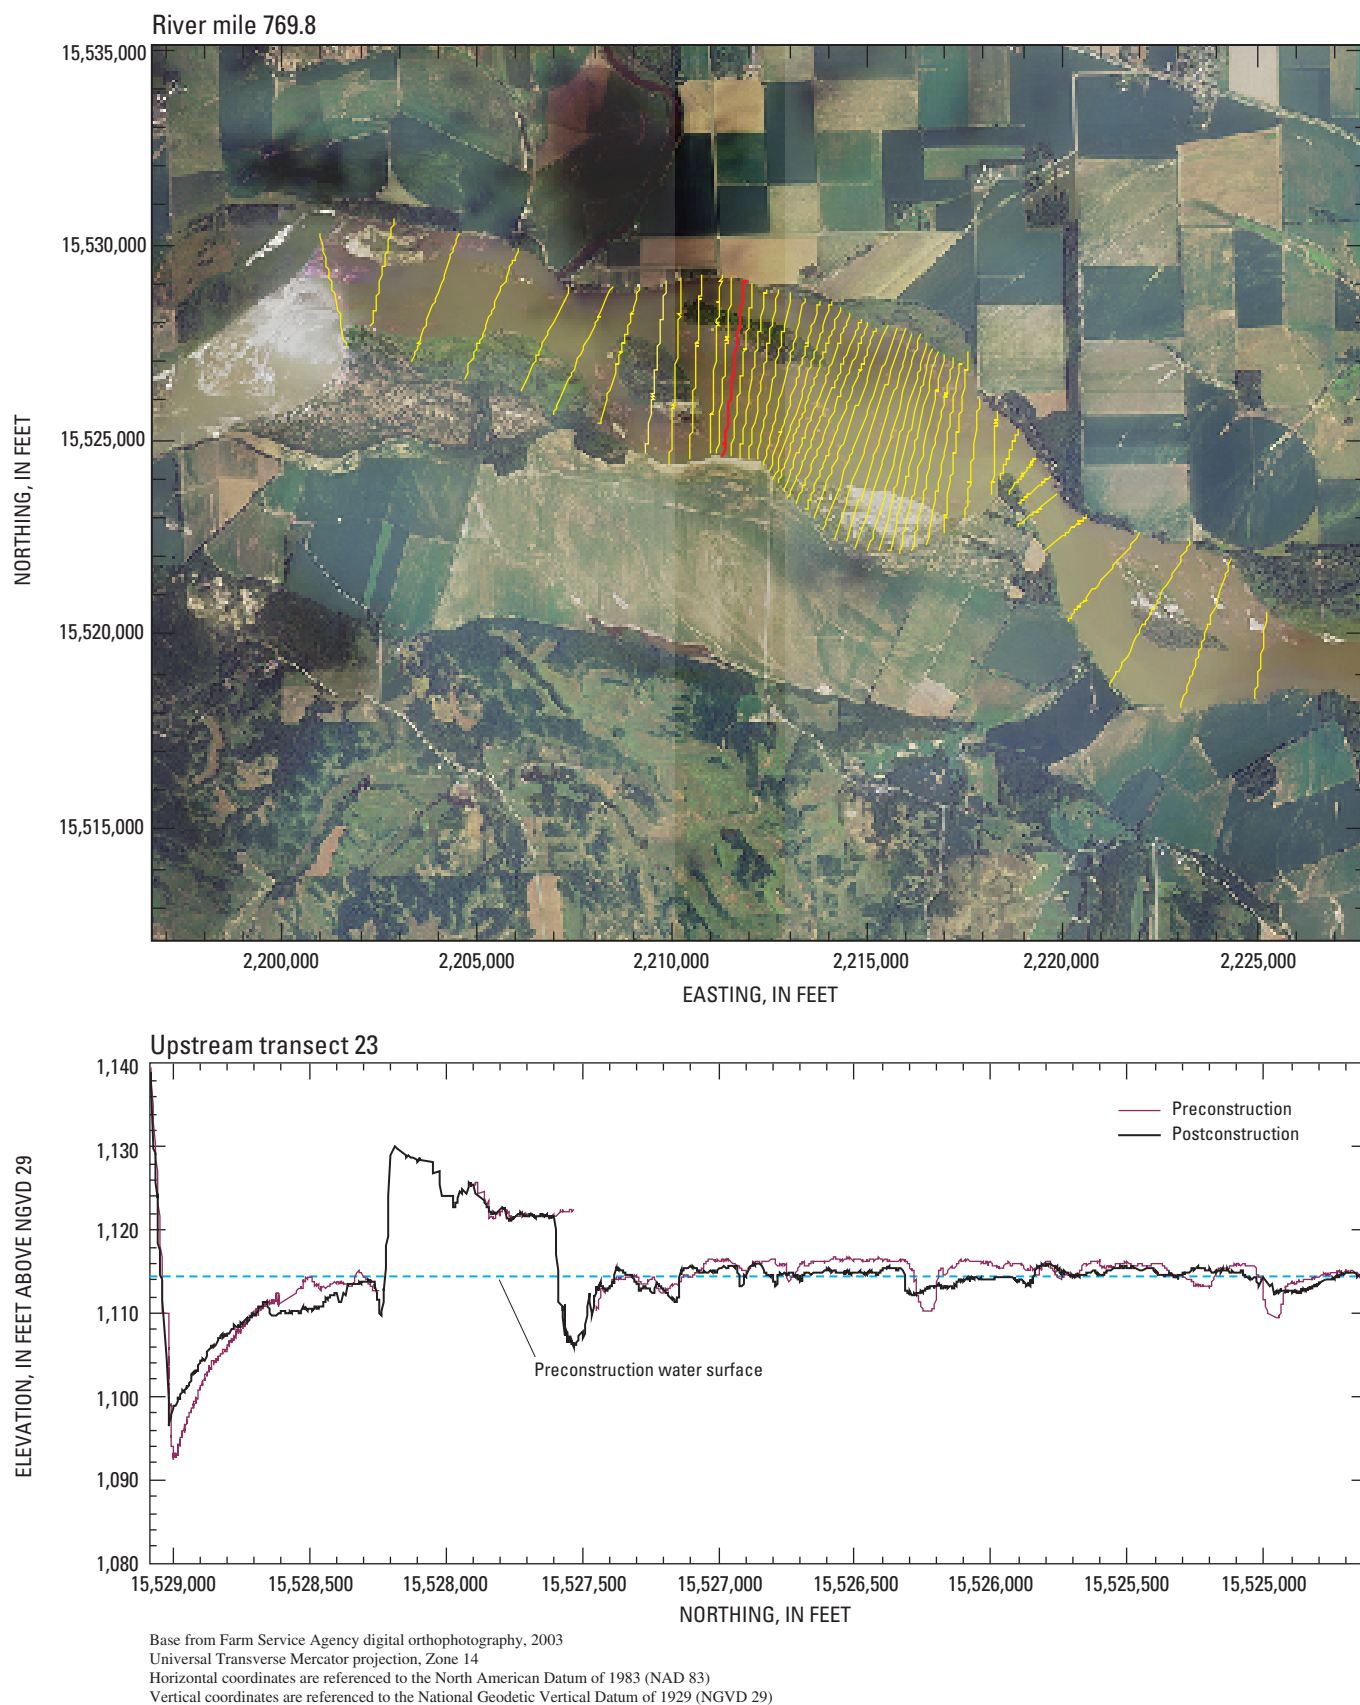 River mile 769.8
15,535,000
15,530,000
15,525,000
15,520,000
15,515,000
NORTHING, IN FEET
2,200,000 2,205,000 2,210,000 2,215,000 2,220,000 2,225,000
EASTING, IN FEET
Upstream transect 23
1,140
1,130
1,120
1,110
1,100
1,090
1,080
ELEVATION, IN FEET ABOVE NGVD 29
Preconstruction
Postconstruction
Preconstruction water surface
15,529,000 15,528,500 15,528,000 15,527,500 15,527,000 15,526,500 15,526,000 15,525,500 15,525,000
NORTHING, IN FEET
Base from Farm Service Agency digital orthophotography, 2003
Universal Transverse Mercator projection, Zone 14
Horizontal coordinates are referenced to the North American Datum of 1983 (NAD 83)
Vertical coordinates are referenced to the National Geodetic Vertical Datum of 1929 (NGVD 29)